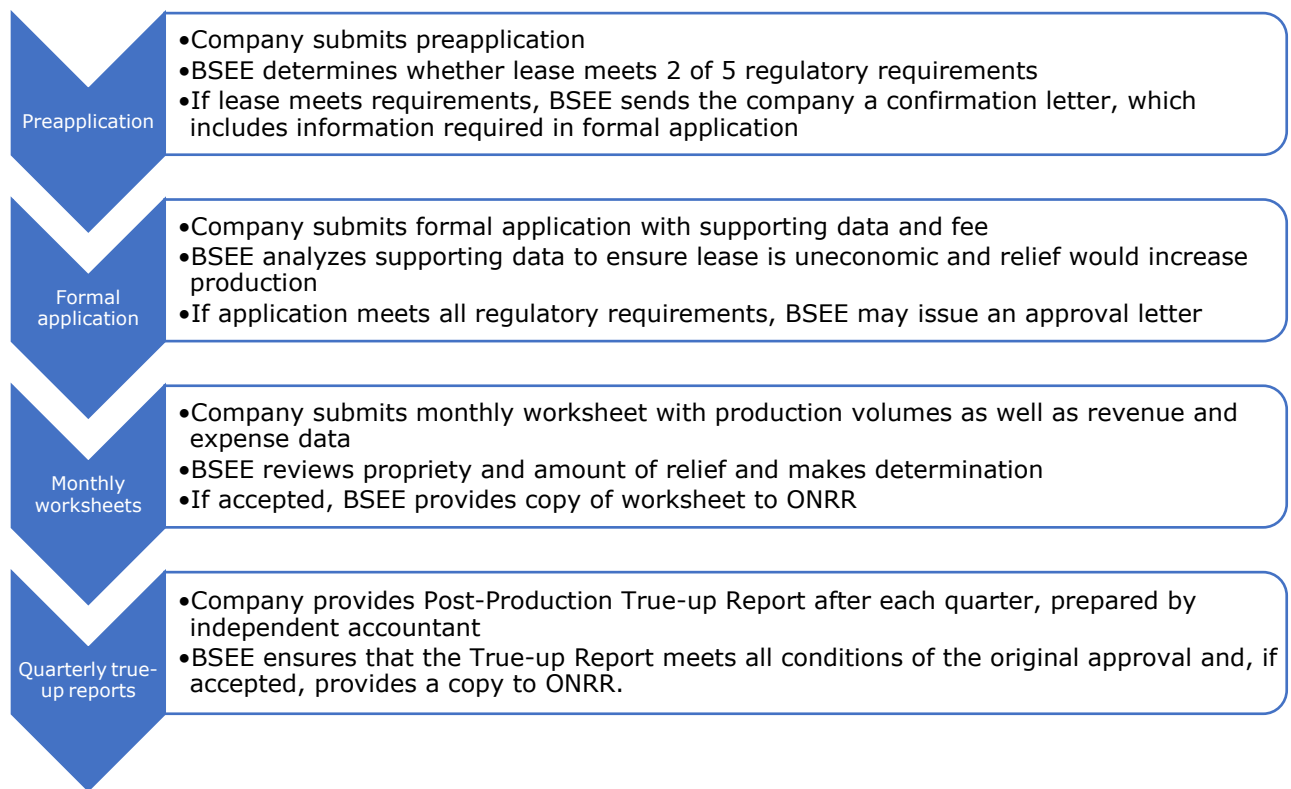 Preapplication
•Company submits preapplication
•BSEE determines whether lease meets 2 of 5 regulatory requirements
•If lease meets requirements, BSEE sends the company a confirmation letter, which
includes information required in formal application
Formal
application
•Company submits formal application with supporting data and fee
•BSEE analyzes supporting data to ensure lease is uneconomic and relief would increase
production
•If application meets all regulatory requirements, BSEE may issue an approval letter
Monthly
worksheets
•Company submits monthly worksheet with production volumes as well as revenue and
expense data
•BSEE reviews propriety and amount of relief and makes determination
•If accepted, BSEE provides copy of worksheet to ONRR
Quarterly true-
up reports
•Company provides Post-Production True-up Report after each quarter, prepared by
independent accountant
•BSEE ensures that the True-up Report meets all conditions of the original approval and, if
accepted, provides a copy to ONRR.